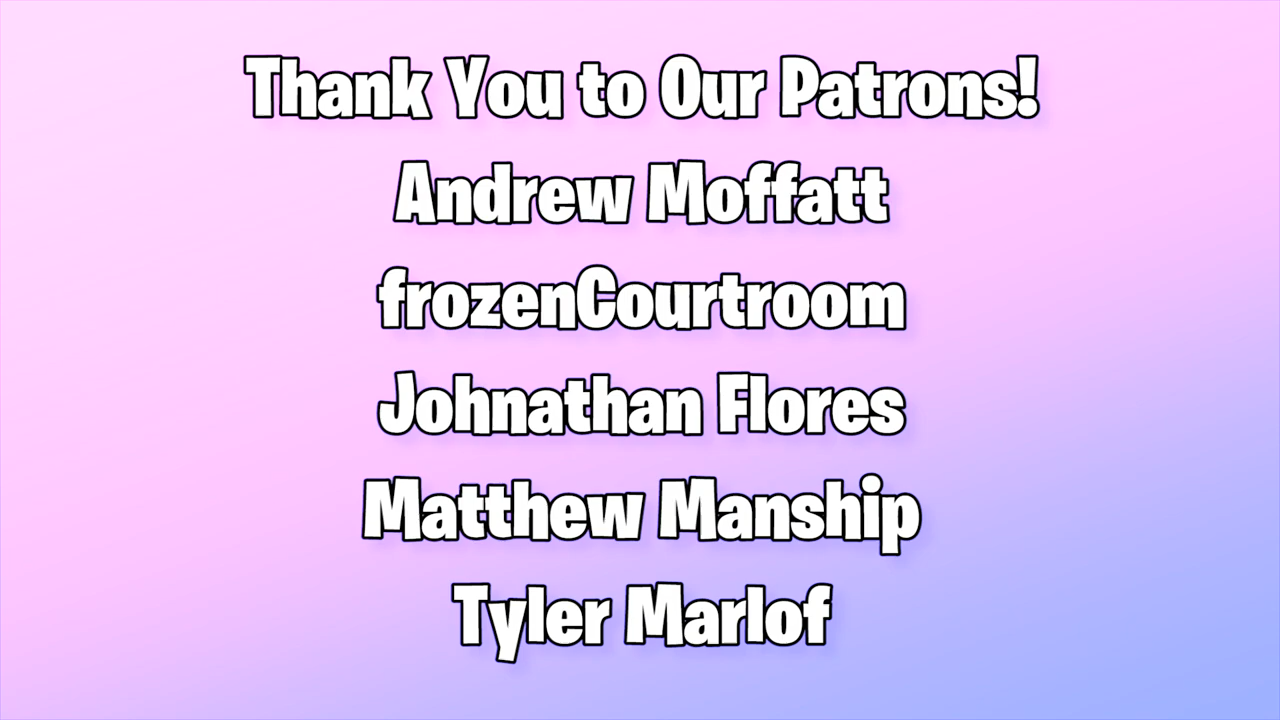 Thank You to Our Patrons!
Andrew Moffatt
frozenCourtroom
Johnathan Flores
Matthew Manship
Tyler Marlof